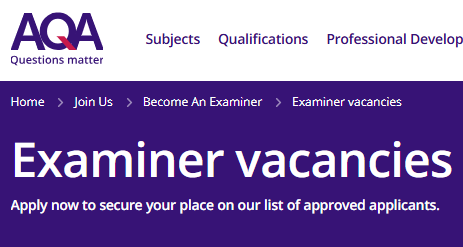 AQA
Questions matter
Subjects Qualifications Professional Develop
Home > Join Us > Become An Examiner > Examiner vacancies
Examiner vacancies
Apply now to secure your place on our list of approved applicants.